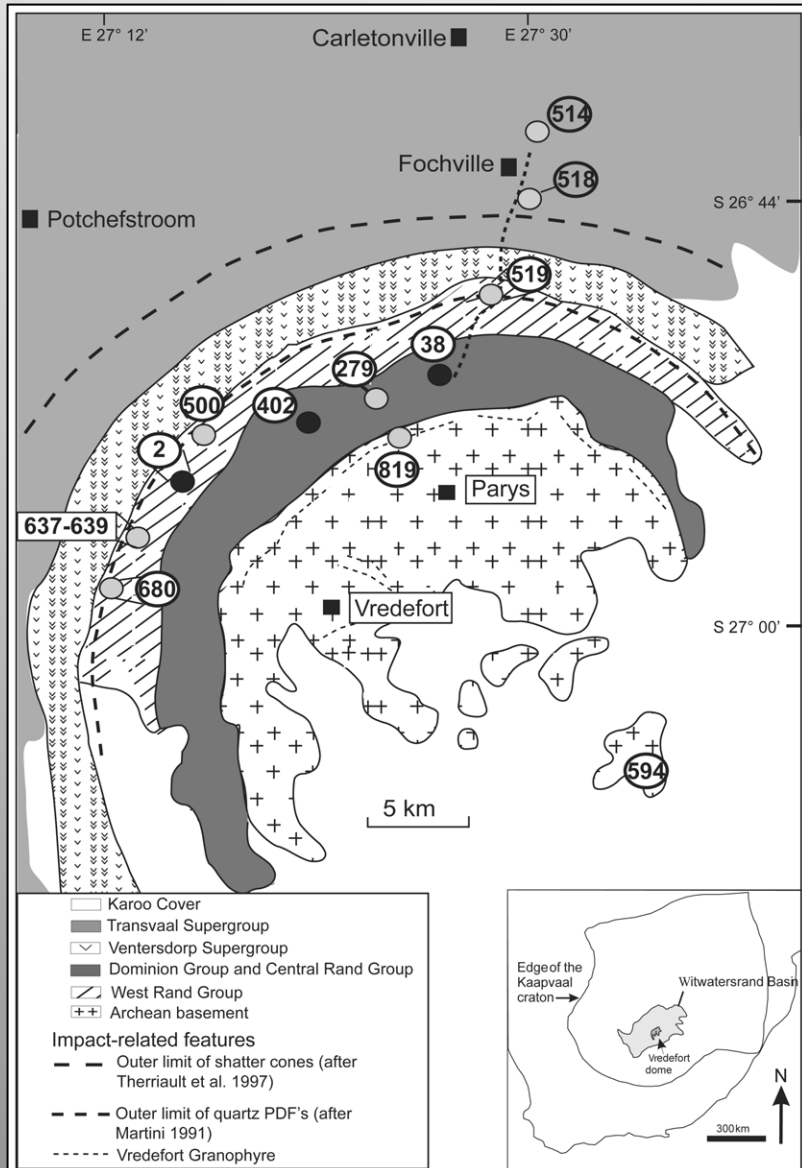 E 27° 12'
Carletonville
E 27° 30'
514
Fochville
518
Potchefstroom
S 26° 44'
519
38
279
500
402
2
819
Parys
637-639
680
Vredefort
S 27° 00'
594
5 km
Karoo Cover
Transvaal Supergroup
Ventersdorp Supergroup
Dominion Group and Central Rand Group
West Rand Group
Archean basement
Impact-related features
Outer limit of shatter cones (after
Therriault et al. 1997)
Outer limit of quartz PDF's (after
Martini 1991)
Vredefort Granophyre
Edge of the
Kaapvaal
craton
Witwatersrand Basin
Vredefort
dome
N
300km